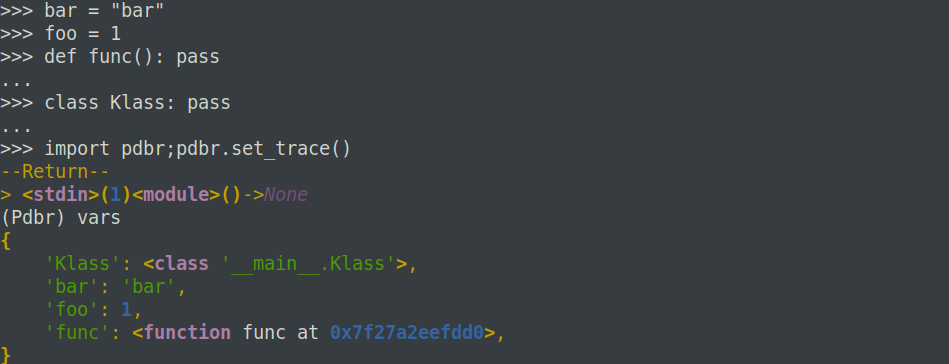 >>> bar = "bar"
>>> foo = 1
>>> def func(): pass
...
>>> class Klass: pass
...
>>> import pdbr;pdbr.set_trace()
--Return--
> <stdin>(1)<module>()->None
(Pdbr) vars
{
    'Klass': <class '__main__.Klass'>,
    'bar': 'bar',
    'foo': 1,
    'func': <function func at 0x7f27a2eefdd0>,
}